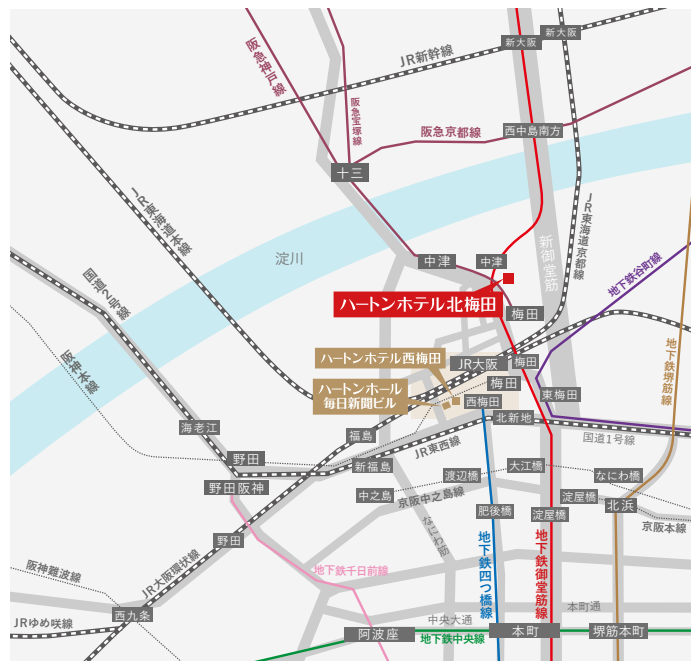 新大阪
新大阪
阪急神戸線
JR新幹線
阪急宝塚線
阪急京都線
西中島南方
十三
JR東海道本線
JR東海道京都線
新御堂筋
淀川
中津
中津
国道2号線
地下鉄谷町線
ハートンホテル北梅田
梅田
阪神本線
地下鉄堺筋線
ハートンホテル西梅田
JR大阪
梅田
梅田
ハートンホール
毎日新聞ビル
西梅田
東梅田
北新地
海老江
福島
国道1号線
JR東西線
野田
新福島
大江橋
渡辺橋
なにわ橋
野田阪神
中之島
京阪中之島線
淀屋橋
北浜
肥後橋
淀屋橋
京阪本線
なにわ筋
野田
地下鉄四つ橋線
地下鉄御堂筋線
阪神難波線
JR大阪環状線
地下鉄千日前線
西九条
本町通
JRゆめ咲線
中央大通
阿波座
地下鉄中央線
本町
堺筋本町